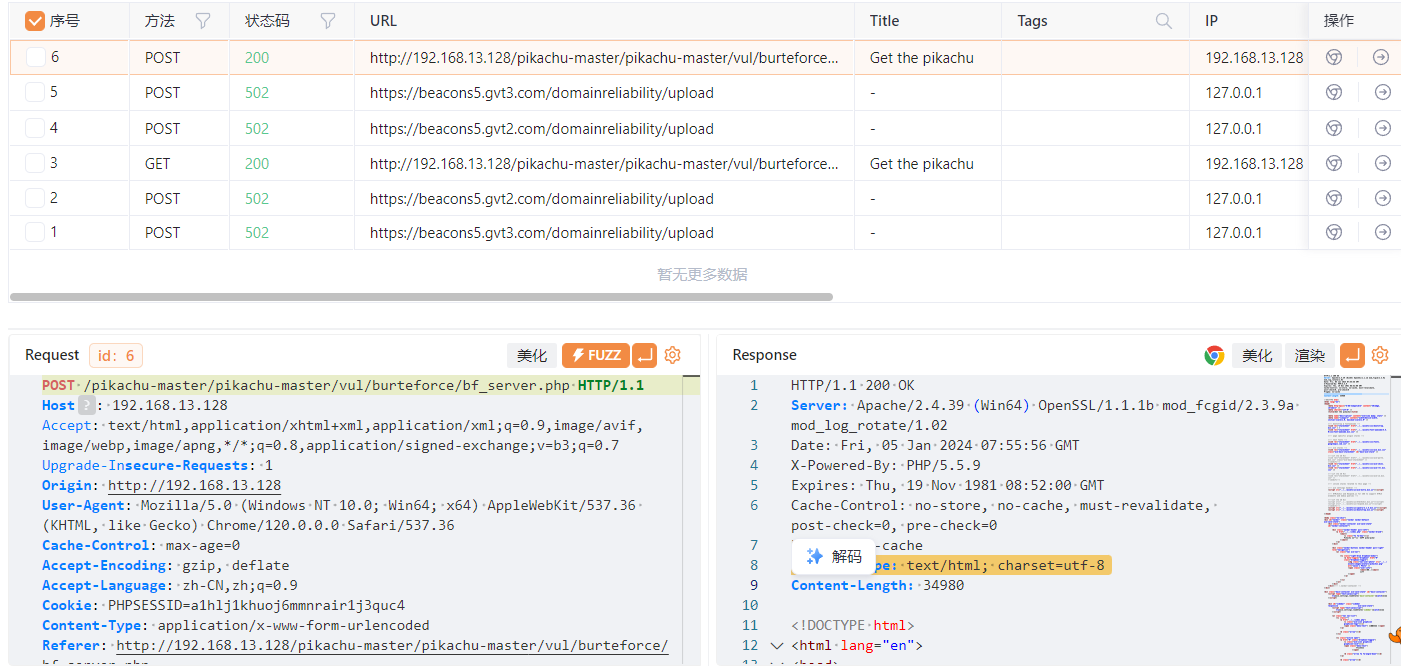 序号 方法 状态码 URL Title Tags IP 操作
6 POST 200 http://192.168.13.128/pikachu-master/pikachu-master/vul/burteforce... Get the pikachu 192.168.13.128
5 POST 502 https://beacons5.gvt3.com/domainreliability/upload - 127.0.0.1
4 POST 502 https://beacons5.gvt2.com/domainreliability/upload - 127.0.0.1
3 GET 200 http://192.168.13.128/pikachu-master/pikachu-master/vul/burteforce... Get the pikachu 192.168.13.128
2 POST 502 https://beacons5.gvt2.com/domainreliability/upload - 127.0.0.1
1 POST 502 https://beacons5.gvt3.com/domainreliability/upload - 127.0.0.1
暂无更多数据
Request id: 6 美化 FUZZ
POST /pikachu-master/pikachu-master/vul/burteforce/bf_server.php HTTP/1.1
Host ? : 192.168.13.128
Accept: text/html,application/xhtml+xml,application/xml;q=0.9,image/avif,
image/webp,image/apng,*/*;q=0.8,application/signed-exchange;v=b3;q=0.7
Upgrade-Insecure-Requests: 1
Origin: http://192.168.13.128
User-Agent: Mozilla/5.0 (Windows NT 10.0; Win64; x64) AppleWebKit/537.36
(KHTML, like Gecko) Chrome/120.0.0.0 Safari/537.36
Cache-Control: max-age=0
Accept-Encoding: gzip, deflate
Accept-Language: zh-CN,zh;q=0.9
Cookie: PHPSESSID=a1hlj1khuoj6mmnrair1j3quc4
Content-Type: application/x-www-form-urlencoded
Referer: http://192.168.13.128/pikachu-master/pikachu-master/vul/burteforce/
Response 美化 渲染
1 HTTP/1.1 200 OK
2 Server: Apache/2.4.39 (Win64) OpenSSL/1.1.1b mod_fcgid/2.3.9a
mod_log_rotate/1.02
3 Date: Fri, 05 Jan 2024 07:55:56 GMT
4 X-Powered-By: PHP/5.5.9
5 Expires: Thu, 19 Nov 1981 08:52:00 GMT
6 Cache-Control: no-store, no-cache, must-revalidate,
post-check=0, pre-check=0
7 -cache
解码
8 pe: text/html; charset=utf-8
9 Content-Length: 34980
10
11 <!DOCTYPE html>
12 <html lang="en">